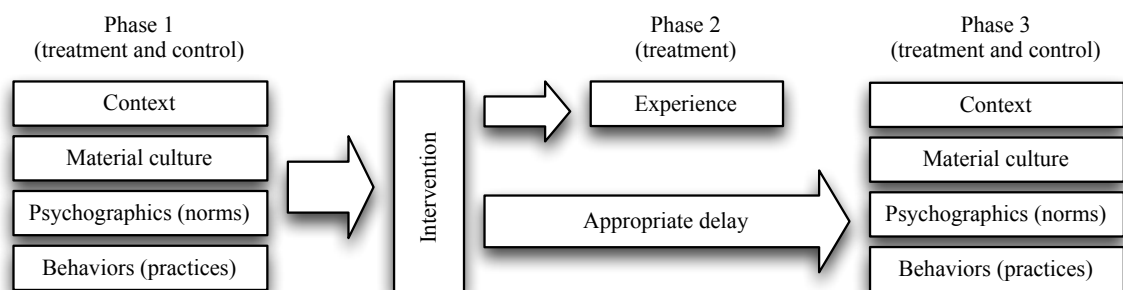 Phase 1
(treatment and control)
Context
Material culture
Psychographics (norms)
Behaviors (practices)
Intervention
Phase 2
(treatment)
Experience
Appropriate delay
Phase 3
(treatment and control)
Context
Material culture
Psychographics (norms)
Behaviors (practices)